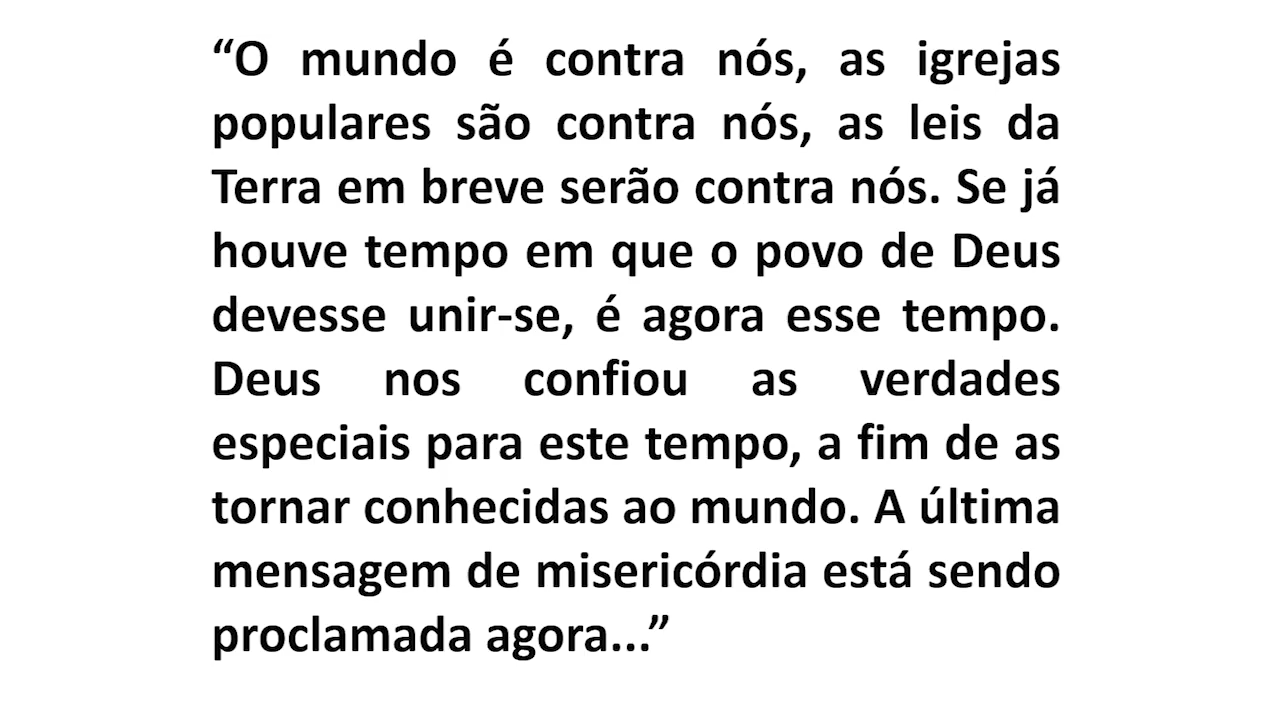 “O mundo é contra nós, as igrejas
populares são contra nós, as leis da
Terra em breve serão contra nós. Se já
houve tempo em que o povo de Deus
devesse unir-se, é agora esse tempo.
Deus nos confiou as verdades
especiais para este tempo, a fim de as
tornar conhecidas ao mundo. A última
mensagem de misericórdia está sendo
proclamada agora...”